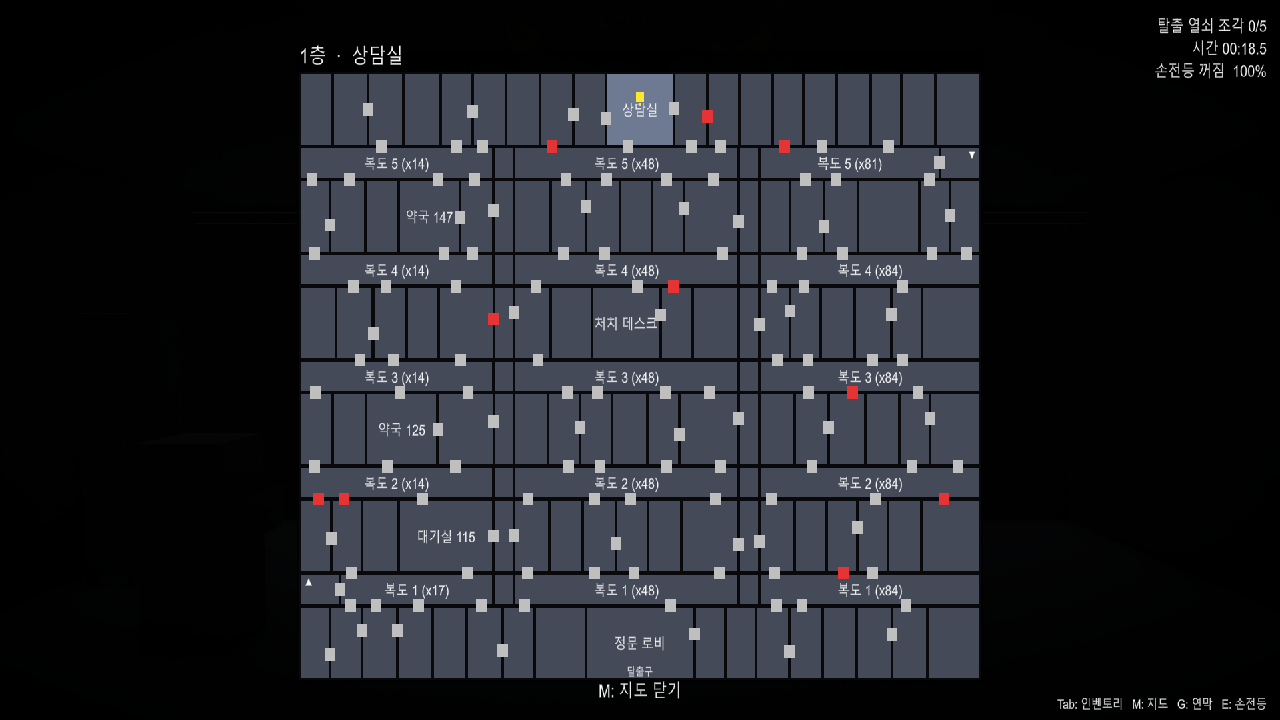 탈출 열쇠 조각 0/5
시간 00:18.5
손전등 꺼짐 100%
1층 · 상담실
상담실
복도 5 (x14)
복도 5 (x48)
복도 5 (x81)
약국 147
복도 4 (x14)
복도 4 (x48)
복도 4 (x84)
처치 데스크
복도 3 (x14)
복도 3 (x48)
복도 3 (x84)
약국 125
복도 2 (x14)
복도 2 (x48)
복도 2 (x84)
대기실 115
복도 1 (x17)
복도 1 (x48)
복도 1 (x84)
정문 로비
탈출구
M: 지도 닫기
Tab: 인벤토리 M: 지도 G: 연막 E: 손전등